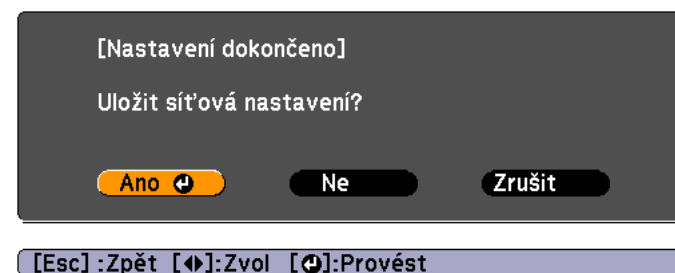 [Nastavení dokončeno]
Uložit síťová nastavení?
Ano Ne Zrušit
[Esc] :Zpět [◆]:Zvol [↵]:Provést